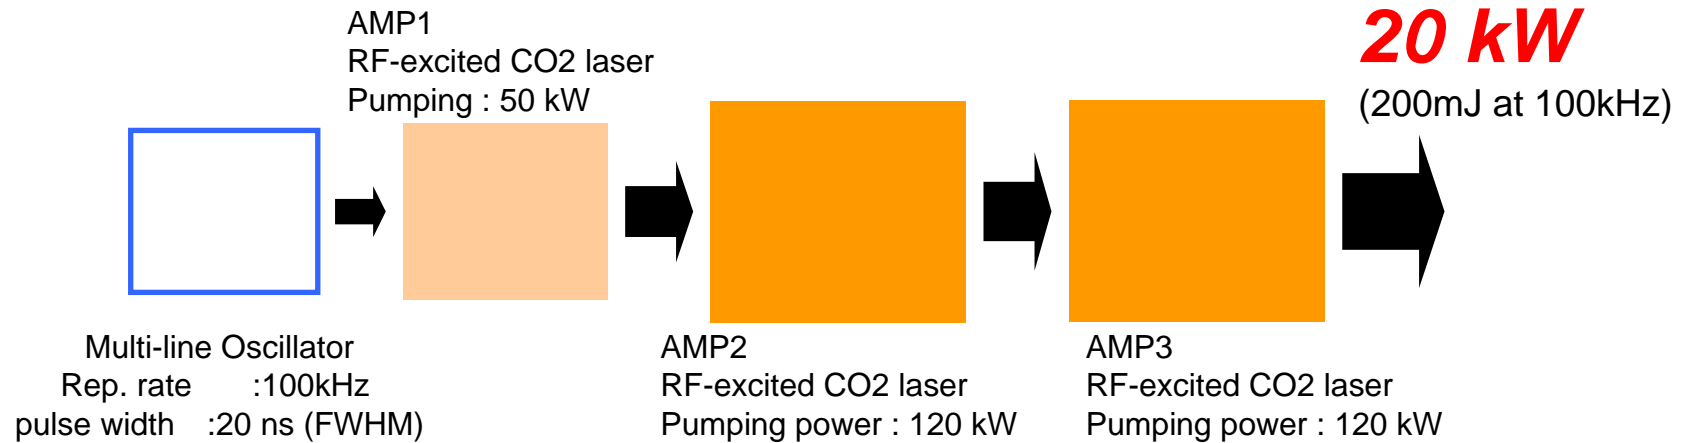 AMP1
RF-excited CO2 laser
Pumping : 50 kW
20 kW
(200mJ at 100kHz)
Multi-line Oscillator
Rep. rate :100kHz
pulse width :20 ns (FWHM)
AMP2
RF-excited CO2 laser
Pumping power : 120 kW
AMP3
RF-excited CO2 laser
Pumping power : 120 kW